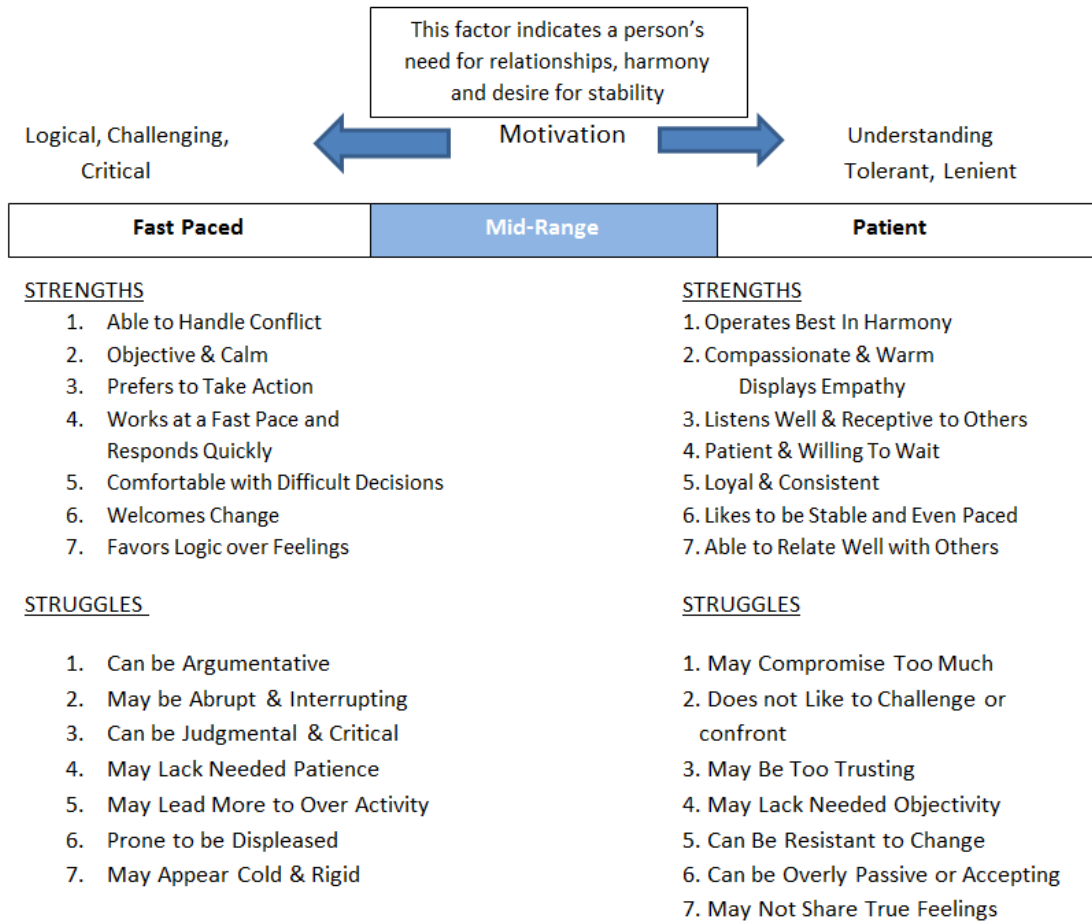 This factor indicates a person’s
need for relationships, harmony
and desire for stability
Logical, Challenging,
Critical
Motivation
Understanding
Tolerant, Lenient
Fast Paced
Mid-Range
Patient
STRENGTHS
1. Able to Handle Conflict
2. Objective & Calm
3. Prefers to Take Action
4. Works at a Fast Pace and
Responds Quickly
5. Comfortable with Difficult Decisions
6. Welcomes Change
7. Favors Logic over Feelings
STRUGGLES
1. Can be Argumentative
2. May be Abrupt & Interrupting
3. Can be Judgmental & Critical
4. May Lack Needed Patience
5. May Lead More to Over Activity
6. Prone to be Displeased
7. May Appear Cold & Rigid
STRENGTHS
1. Operates Best In Harmony
2. Compassionate & Warm
Displays Empathy
3. Listens Well & Receptive to Others
4. Patient & Willing To Wait
5. Loyal & Consistent
6. Likes to be Stable and Even Paced
7. Able to Relate Well with Others
STRUGGLES
1. May Compromise Too Much
2. Does not Like to Challenge or
confront
3. May Be Too Trusting
4. May Lack Needed Objectivity
5. Can Be Resistant to Change
6. Can be Overly Passive or Accepting
7. May Not Share True Feelings